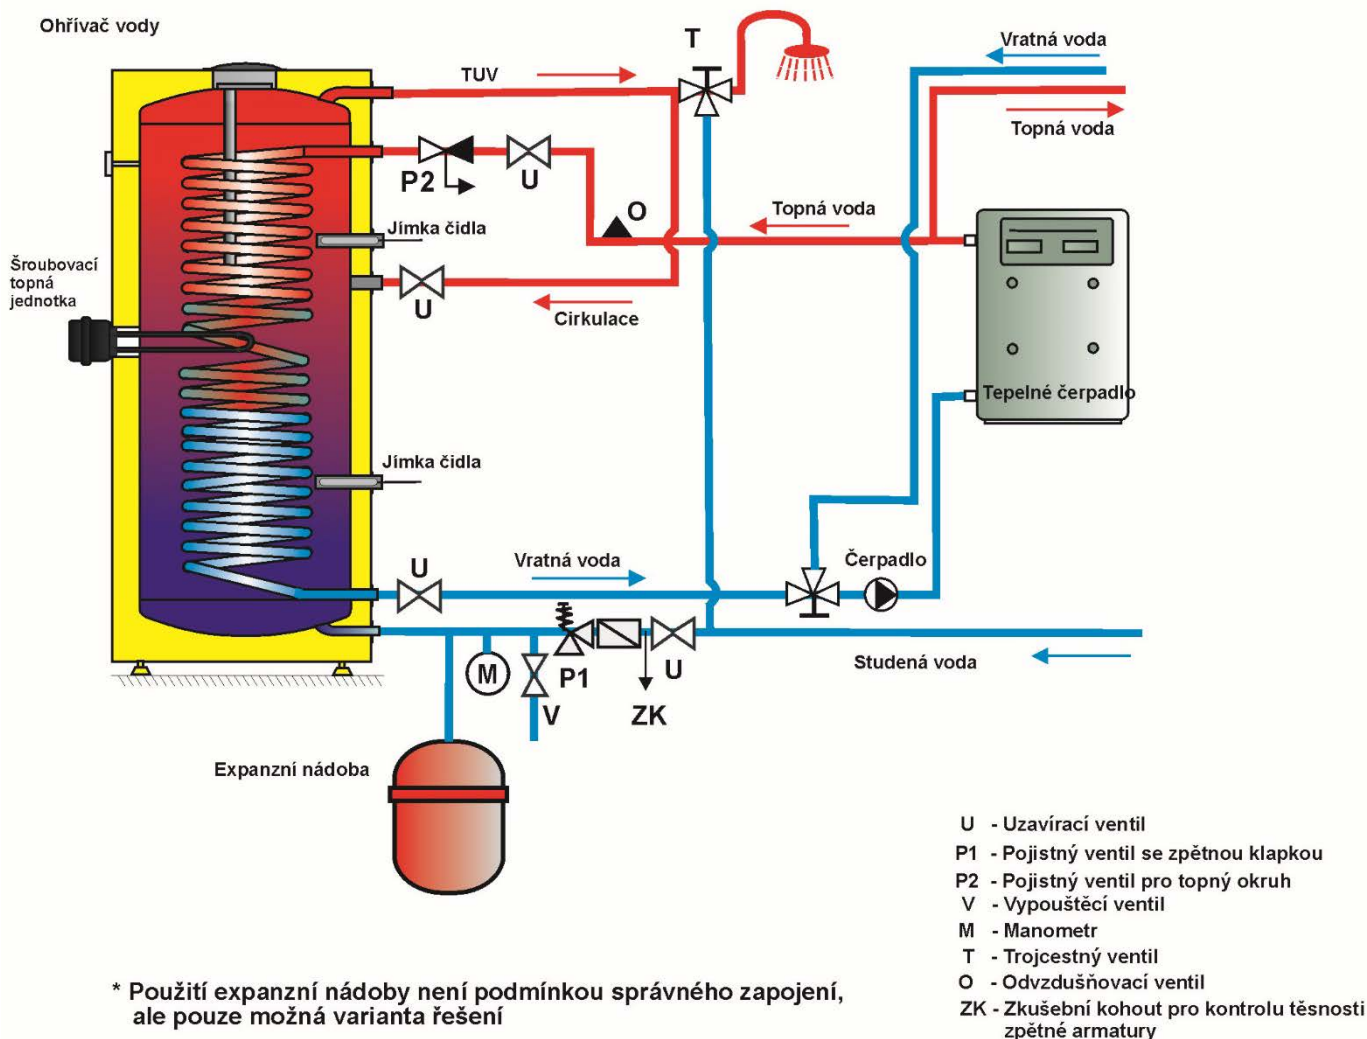 Ohřívač vody
T
Vratná voda
TUV
Topná voda
P2
U
O
Topná voda
Jímka čidla
Šroubovací
topná
jednotka
U
Cirkulace
Tepelné čerpadlo
Jímka čidla
U
Vratná voda
Čerpadlo
M
P1
U
Studená voda
V
ZK
Expanzní nádoba
U - Uzavírací ventil
P1 - Pojistný ventil se zpětnou klapkou
P2 - Pojistný ventil pro topný okruh
V - Vypouštěcí ventil
M - Manometr
T - Trojcestný ventil
O - Odvzdušňovací ventil
ZK - Zkušební kohout pro kontrolu těsnosti
zpětné armatury
* Použití expanzní nádoby není podmínkou správného zapojení,
ale pouze možná varianta řešení